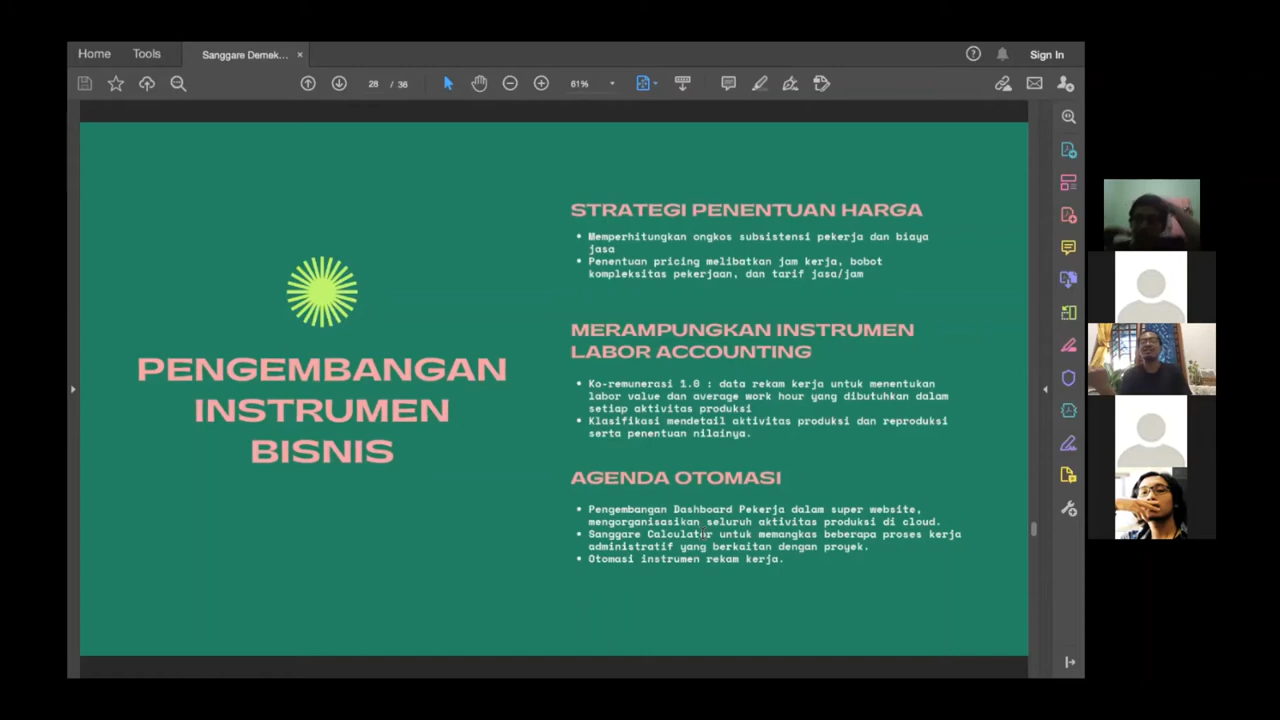 Home Tools Sanggare Demek... ×
Sign In
28 / 36
61%
PENGEMBANGAN
INSTRUMEN
BISNIS
STRATEGI PENENTUAN HARGA
• Memperhitungkan ongkos subsistensi pekerja dan biaya
jasa
• Penentuan pricing melibatkan jam kerja, bobot
kompleksitas pekerjaan, dan tarif jasa/jam
MERAMPUNGKAN INSTRUMEN
LABOR ACCOUNTING
• Ko-remunerasi 1.0 : data rekam kerja untuk menentukan
labor value dan average work hour yang dibutuhkan dalam
setiap aktivitas produksi
• Klasifikasi mendetail aktivitas produksi dan reproduksi
serta penentuan nilainya.
AGENDA OTOMASI
• Pengembangan Dashboard Pekerja dalam super website,
mengorganisasikan seluruh aktivitas produksi di cloud.
• Sanggare Calculator untuk memangkas beberapa proses kerja
administratif yang berkaitan dengan proyek.
• Otomasi instrumen rekam kerja.